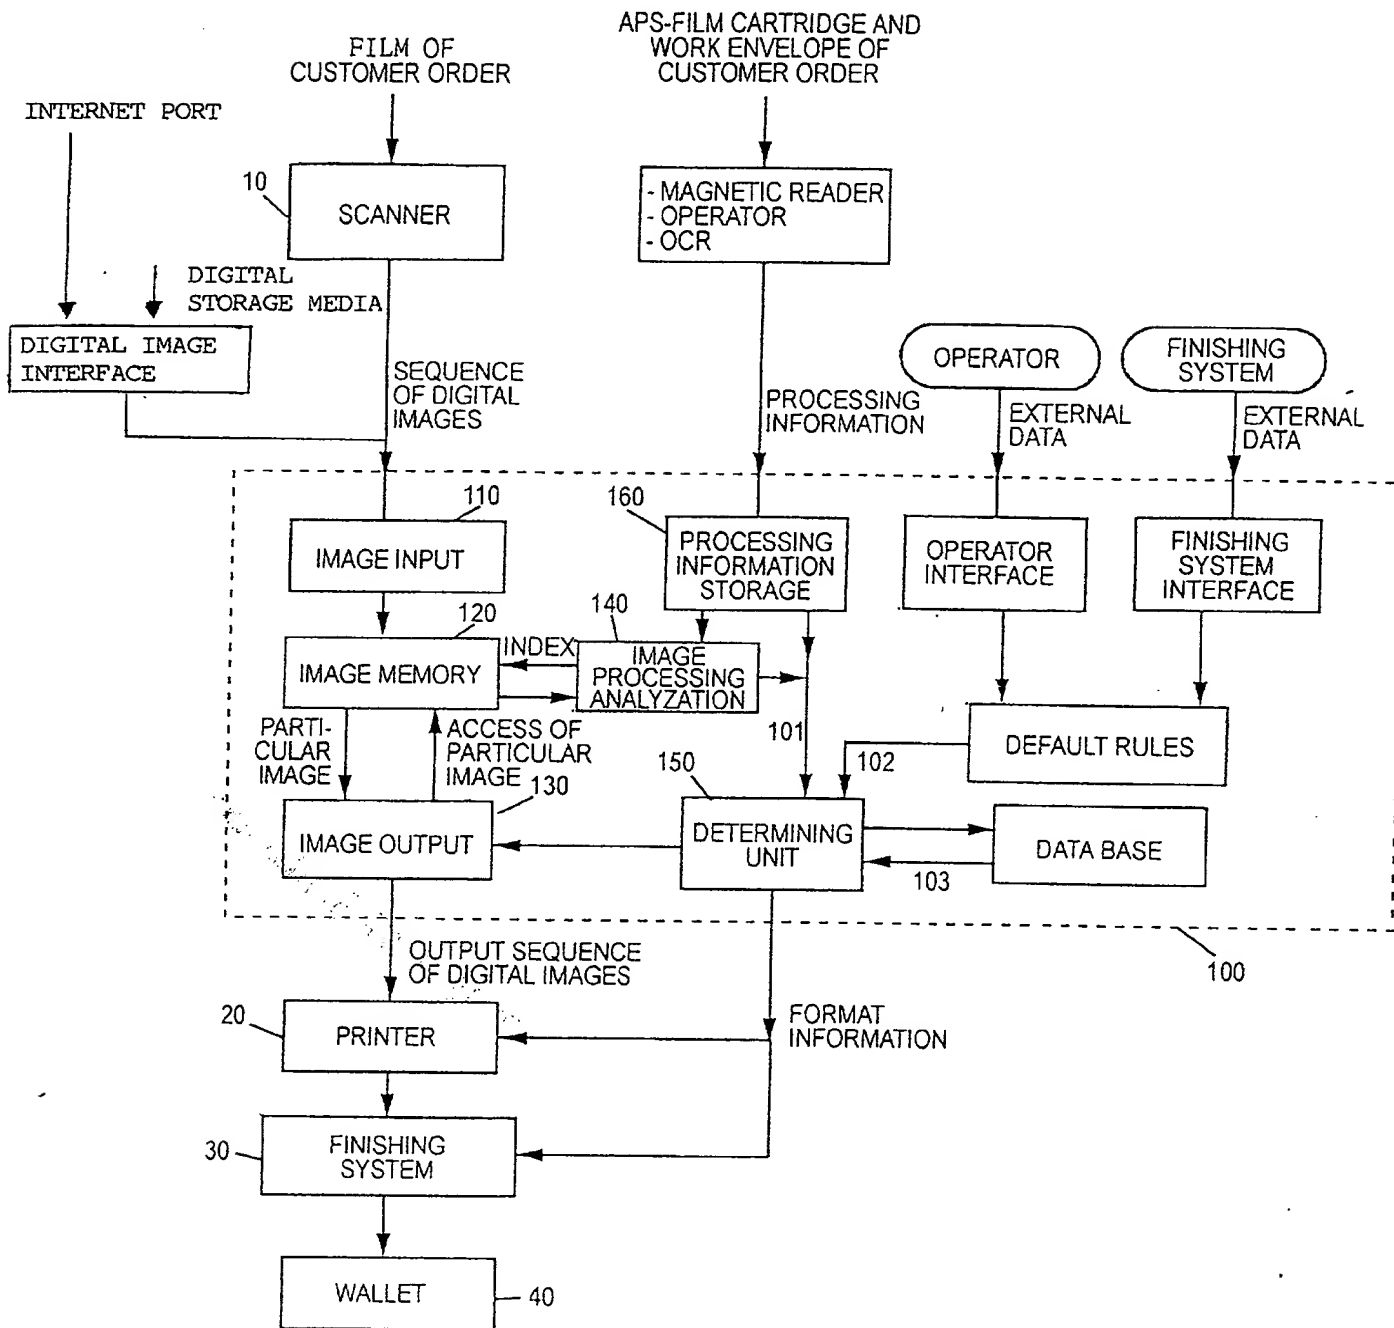 APS-FILM CARTRIDGE AND
WORK ENVELOPE OF
CUSTOMER ORDER
FILM OF
CUSTOMER ORDER
INTERNET PORT
10
SCANNER
- MAGNETIC READER
- OPERATOR
- OCR
DIGITAL
STORAGE MEDIA
DIGITAL IMAGE
INTERFACE
SEQUENCE
OF DIGITAL
IMAGES
PROCESSING
INFORMATION
OPERATOR
FINISHING
SYSTEM
EXTERNAL
DATA
EXTERNAL
DATA
110
IMAGE INPUT
160
PROCESSING
INFORMATION
STORAGE
OPERATOR
INTERFACE
FINISHING
SYSTEM
INTERFACE
120
IMAGE MEMORY
INDEX
140
IMAGE
PROCESSING
ANALYZATION
101
PARTI-
CULAR
IMAGE
ACCESS OF
PARTICULAR
IMAGE
102
DEFAULT RULES
130
IMAGE OUTPUT
150
DETERMINING
UNIT
103
DATA BASE
100
OUTPUT SEQUENCE
OF DIGITAL IMAGES
FORMAT
INFORMATION
20
PRINTER
30
FINISHING
SYSTEM
WALLET
40